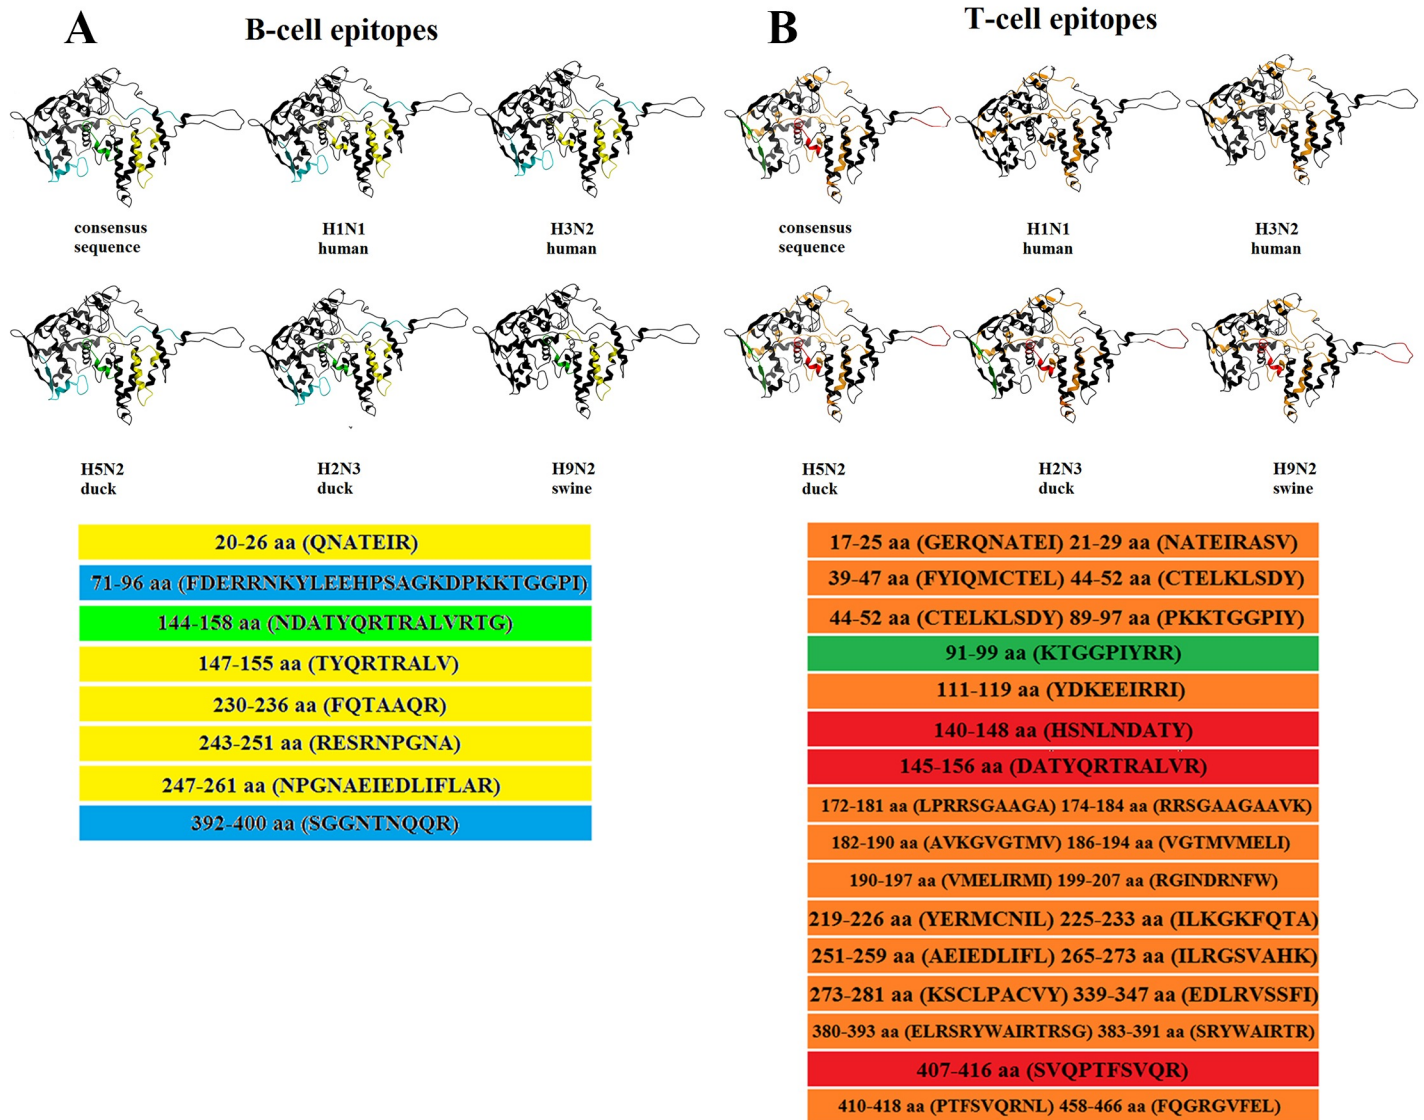 A
B-cell epitopes
consensus
sequence
H1N1
human
H3N2
human
H5N2
duck
H2N3
duck
H9N2
swine
20-26 aa (QNATEIR)
71-96 aa (FDERRNKYLEEHPSAGKDPKKTGGPI)
144-158 aa (NDATYQRTRALVRTG)
147-155 aa (TYQRTRALV)
230-236 aa (FQTAAQR)
243-251 aa (RESRNPGNA)
247-261 aa (NPGNAEIEDLIFLAR)
392-400 aa (SGGNTNQQR)
B
T-cell epitopes
consensus
sequence
H1N1
human
H3N2
human
H5N2
duck
H2N3
duck
H9N2
swine
17-25 aa (GERQNATEI) 21-29 aa (NATEIRASV)
39-47 aa (FYIQMCTEL) 44-52 aa (CTELKLSDY)
44-52 aa (CTELKLSDY) 89-97 aa (PKKTGGPIY)
91-99 aa (KTGGPIYRR)
111-119 aa (YDKEEIRRI)
140-148 aa (HSNLNDATY)
145-156 aa (DATYQRTRALVR)
172-181 aa (LPRRSGAAGA) 174-184 aa (RRSGAAGAAVK)
182-190 aa (AVKGVGTMV) 186-194 aa (VGTMVMELI)
190-197 aa (VMELIRMI) 199-207 aa (RGINDRNFW)
219-226 aa (YERMCNIL) 225-233 aa (ILKGKFQTA)
251-259 aa (AEIEDLIFL) 265-273 aa (ILRGSVAHK)
273-281 aa (KSCLPACVY) 339-347 aa (EDLRVSSFI)
380-393 aa (ELRSRYWAIRTRSG) 383-391 aa (SRYWAIRTR)
407-416 aa (SVQPTFSVQR)
410-418 aa (PTFSVQRNL) 458-466 aa (FQGRGVFEL)